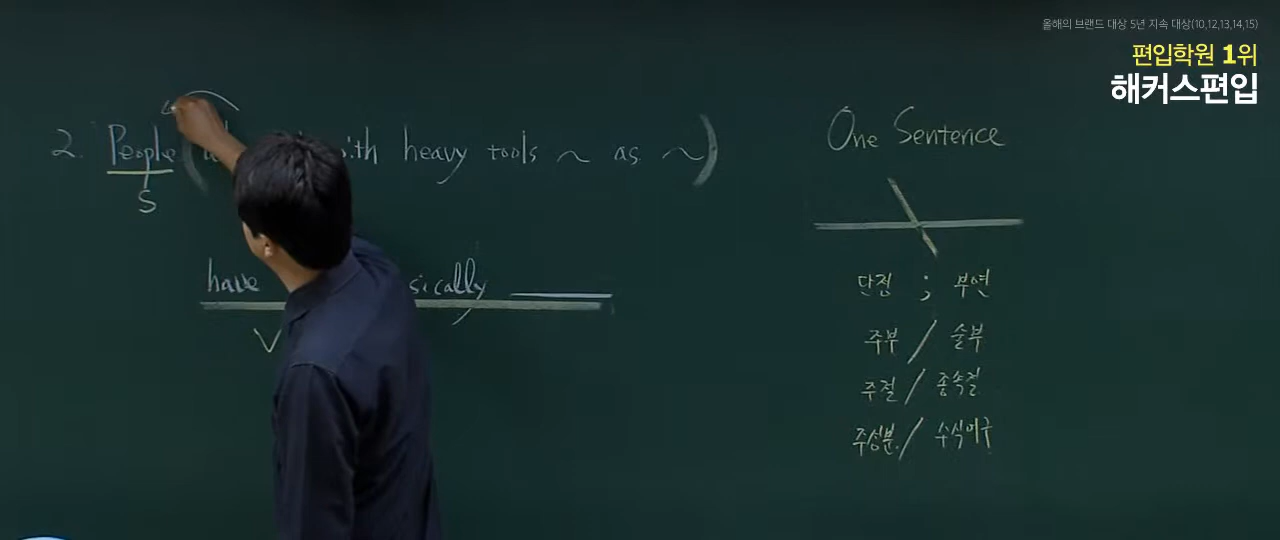 올해의 브랜드 대상 5년 지속 대상(10,12,13,14,15)
편입학원 1위
해커스편입
One Sentence
2. People ( heavy tools ~ as ~ )
S
have sically ____
V
단정 ; 부연
주부 / 술부
주절 / 종속절
주성분 / 수식어구